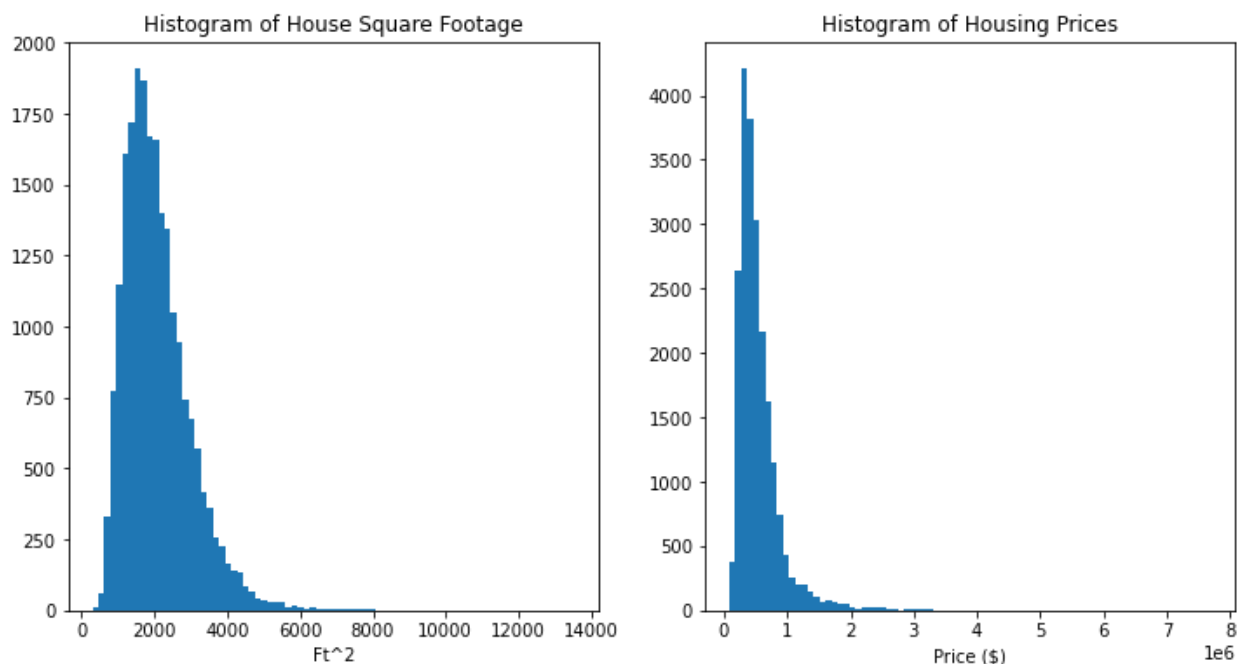 Histogram of House Square Footage
2000
1750
1500
1250
1000
750
500
250
0
0 2000 4000 6000 8000 10000 12000 14000
Ft^2
Histogram of Housing Prices
4000
3500
3000
2500
2000
1500
1000
500
0
0 1 2 3 4 5 6 7 8
1e6
Price ($)